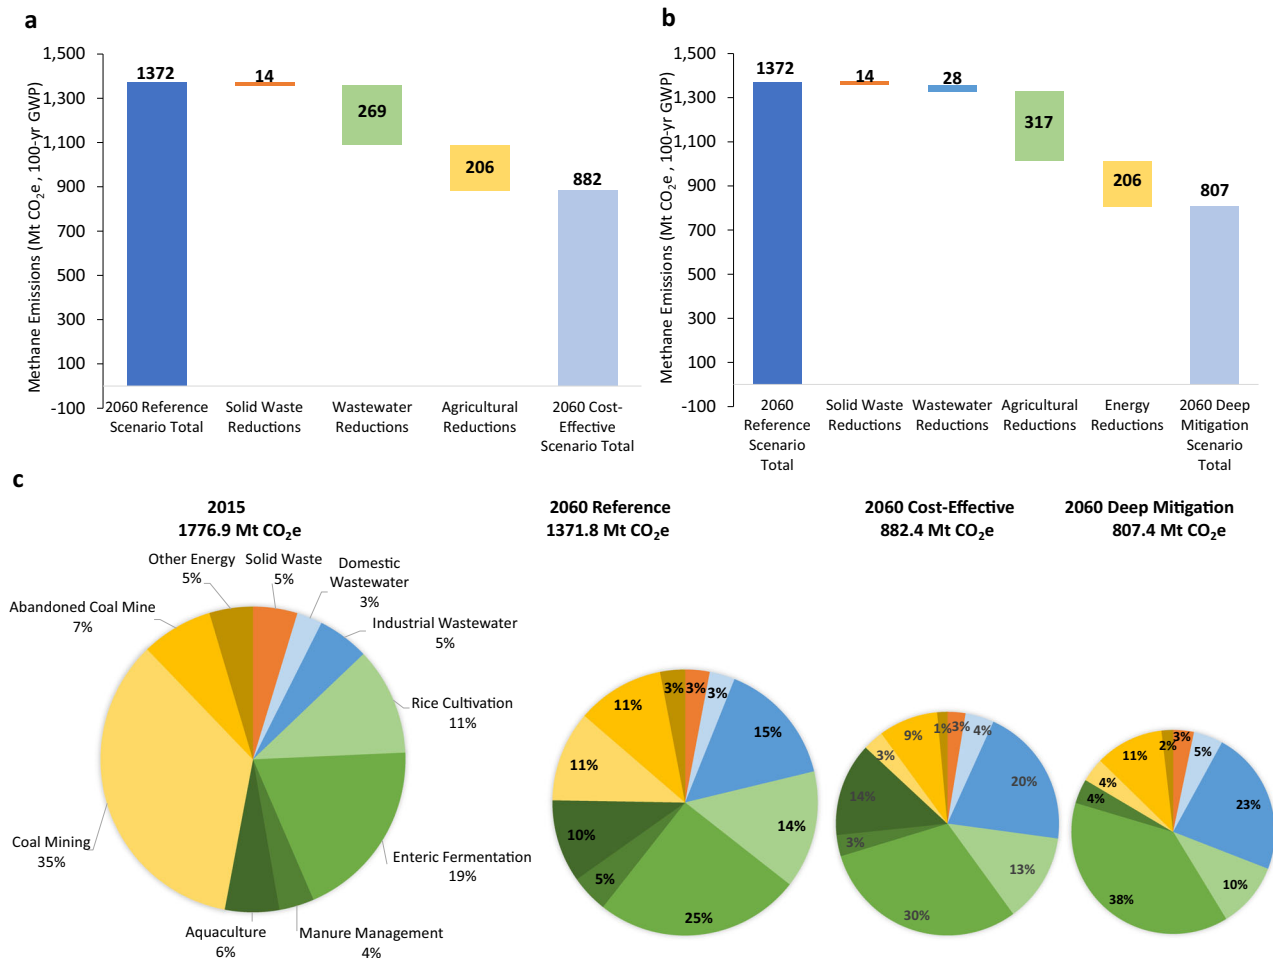 a
Methane Emissions (Mt CO₂e , 100-yr GWP)
1,500
1,300
1,100
900
700
500
300
100
-100
1372
14
269
206
882
2060 Reference
Scenario Total
Solid Waste
Reductions
Wastewater
Reductions
Agricultural
Reductions
2060 Cost-
Effective
Scenario Total
b
Methane Emissions (Mt CO₂e , 100-yr GWP)
1,500
1,300
1,100
900
700
500
300
100
-100
1372
14
28
317
206
807
2060
Reference
Scenario
Total
Solid Waste
Reductions
Wastewater
Reductions
Agricultural
Reductions
Energy
Reductions
2060 Deep
Mitigation
Scenario
Total
c
2015
1776.9 Mt CO₂e
Other Energy
5%
Solid Waste
5%
Domestic
Wastewater
3%
Industrial Wastewater
5%
Abandoned Coal Mine
7%
Rice Cultivation
11%
Coal Mining
35%
Enteric Fermentation
19%
Aquaculture
6%
Manure Management
4%
2060 Reference
1371.8 Mt CO₂e
3%
3%
15%
14%
25%
5%
10%
11%
11%
3%
2060 Cost-Effective
882.4 Mt CO₂e
3%
4%
20%
13%
30%
3%
14%
3%
9%
1%
2060 Deep Mitigation
807.4 Mt CO₂e
3%
5%
23%
10%
38%
4%
4%
11%
2%